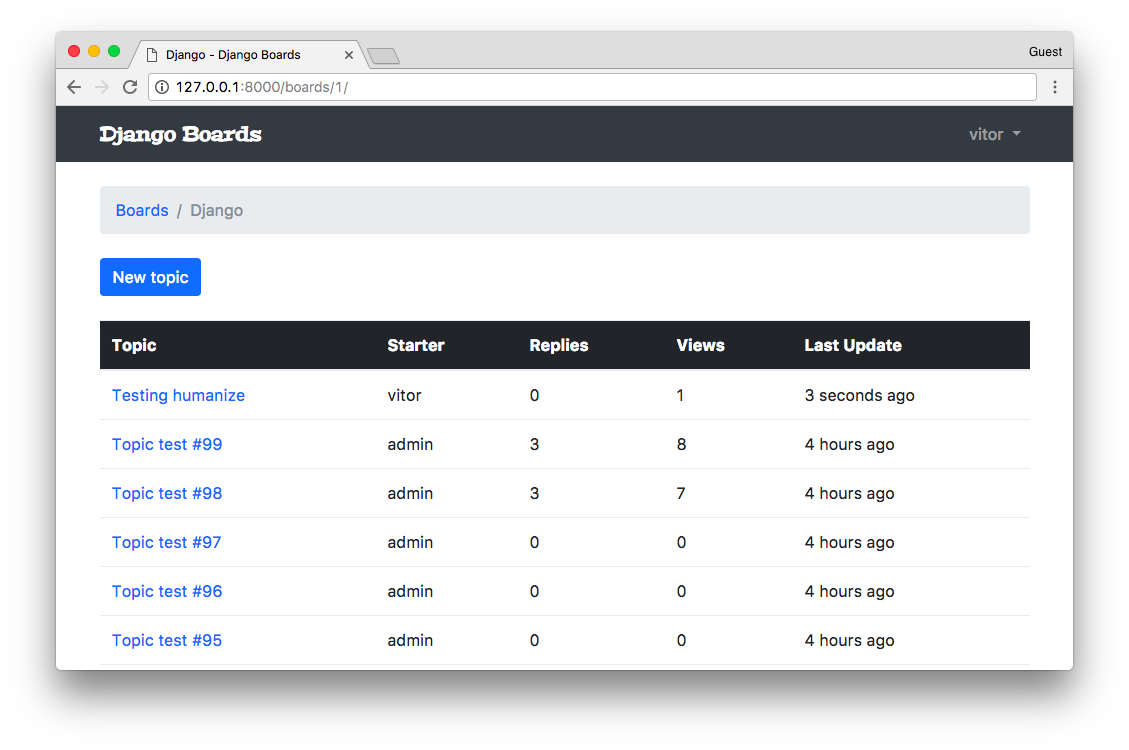 Django - Django Boards
Guest
127.0.0.1:8000/boards/1/
Django Boards
vitor
Boards / Django
New topic
Topic Starter Replies Views Last Update
Testing humanize vitor 0 1 3 seconds ago
Topic test #99 admin 3 8 4 hours ago
Topic test #98 admin 3 7 4 hours ago
Topic test #97 admin 0 0 4 hours ago
Topic test #96 admin 0 0 4 hours ago
Topic test #95 admin 0 0 4 hours ago